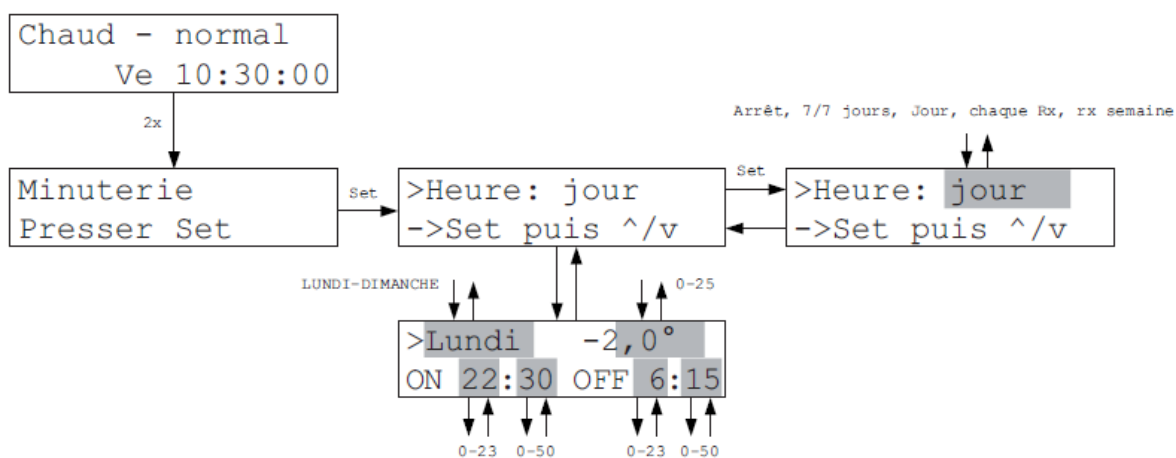 Chaud - normal
Ve 10:30:00
2x
Arrêt, 7/7 jours, Jour, chaque Rx, rx semaine
Minuterie
Presser Set
Set
>Heure: jour
->Set puis ^/v
Set
>Heure: jour
->Set puis ^/v
LUNDI-DIMANCHE
0-25
>Lundi -2,0°
ON 22:30 OFF 6:15
0-23 0-50 0-23 0-50